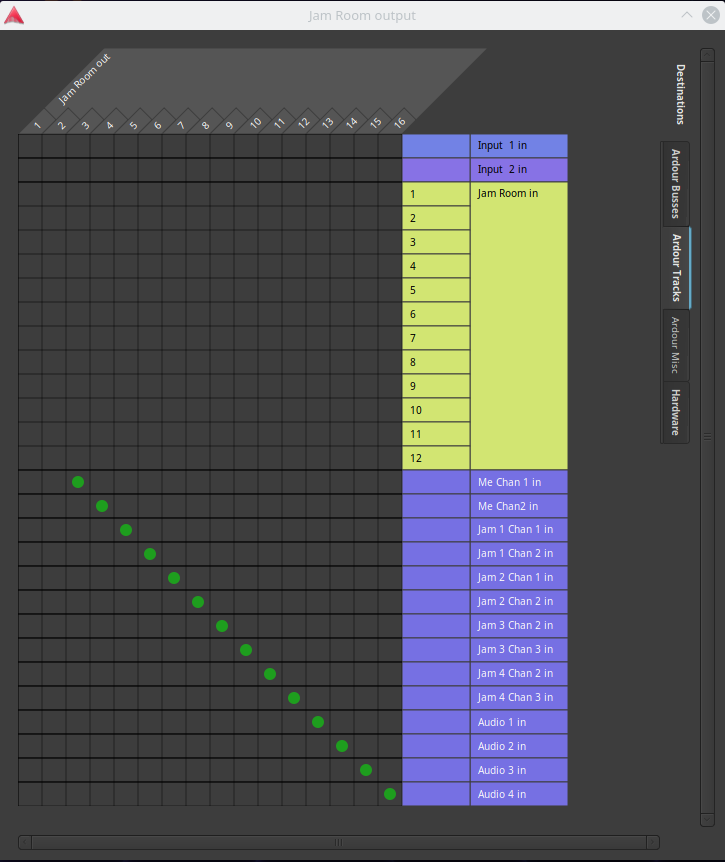 Jam Room output
Jam Room out
1 2 3 4 5 6 7 8 9 10 11 12 13 14 15 16
Input  1 in
Input  2 in
1 Jam Room in
2
3
4
5
6
7
8
9
10
11
12
Me Chan 1 in
Me Chan2 in
Jam 1 Chan 1 in
Jam 1 Chan 2 in
Jam 2 Chan 1 in
Jam 2 Chan 2 in
Jam 3 Chan 2 in
Jam 3 Chan 3 in
Jam 4 Chan 2 in
Jam 4 Chan 3 in
Audio 1 in
Audio 2 in
Audio 3 in
Audio 4 in
Destinations
Ardour Busses
Ardour Tracks
Ardour Misc
Hardware